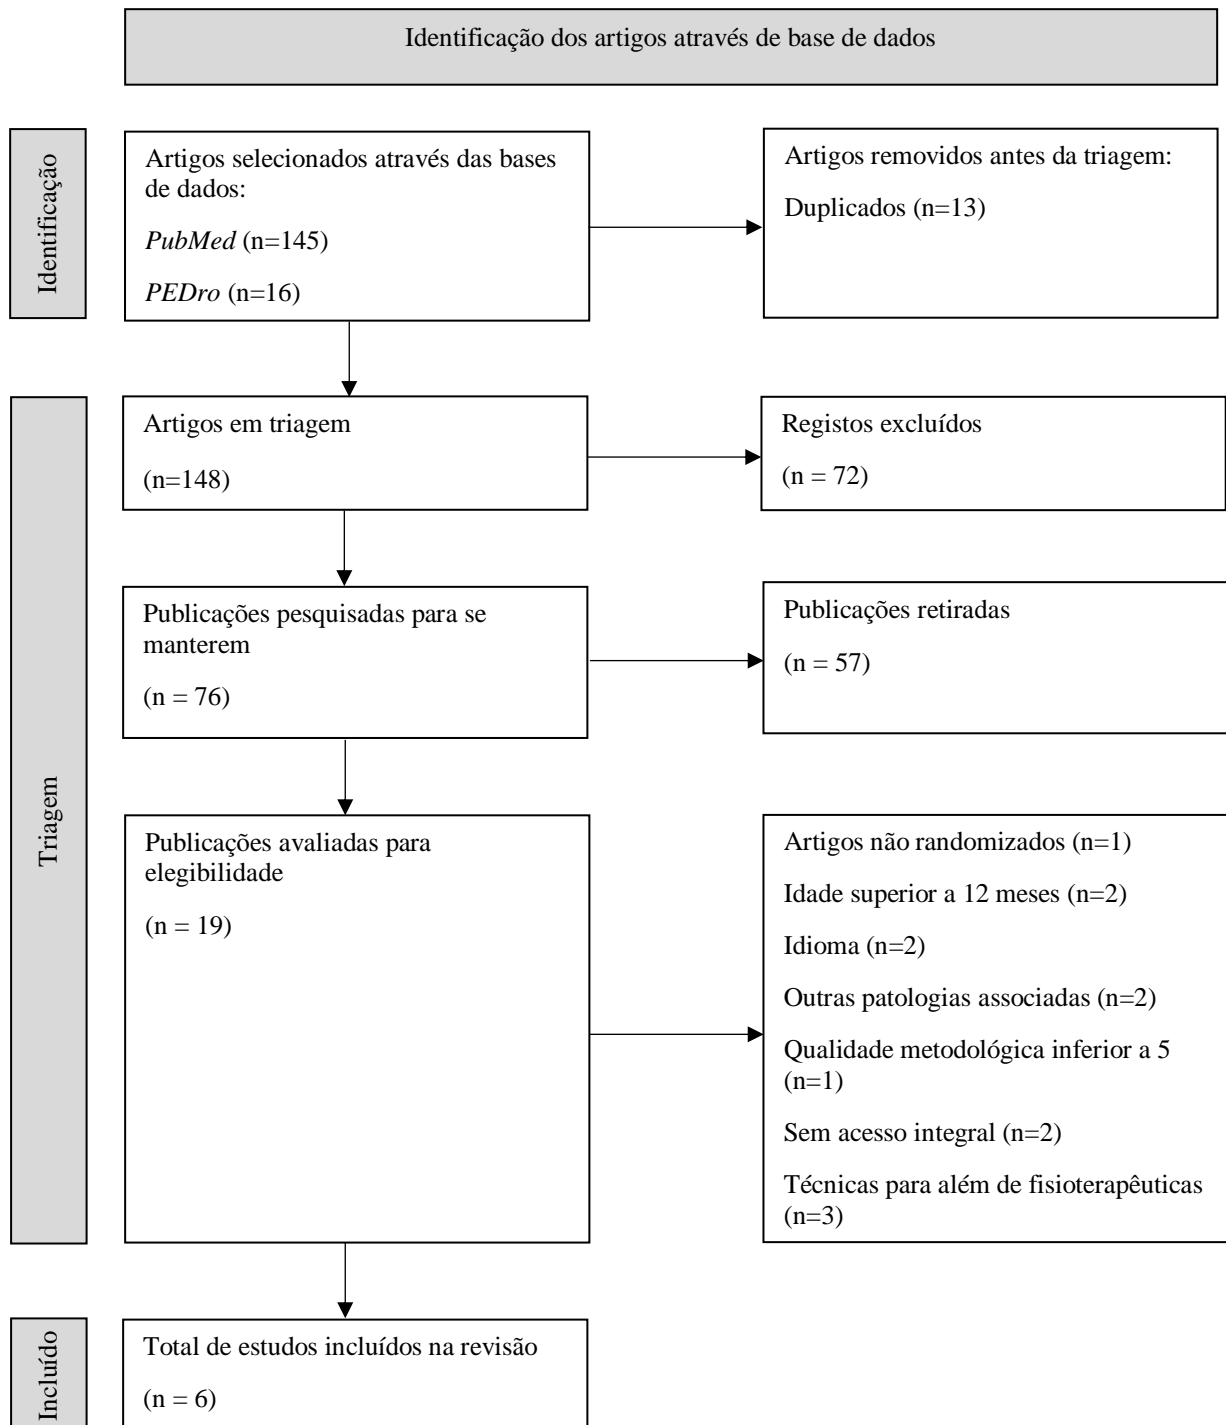 Identificação dos artigos através de base de dados
Identificação
Artigos selecionados através das bases
de dados:
PubMed (n=145)
PEDro (n=16)
Artigos removidos antes da triagem:
Duplicados (n=13)
Triagem
Artigos em triagem
(n=148)
Registos excluídos
(n = 72)
Publicações pesquisadas para se
manterem
(n = 76)
Publicações retiradas
(n = 57)
Publicações avaliadas para
elegibilidade
(n = 19)
Artigos não randomizados (n=1)
Idade superior a 12 meses (n=2)
Idioma (n=2)
Outras patologias associadas (n=2)
Qualidade metodológica inferior a 5
(n=1)
Sem acesso integral (n=2)
Técnicas para além de fisioterapêuticas
(n=3)
Incluído
Total de estudos incluídos na revisão
(n = 6)